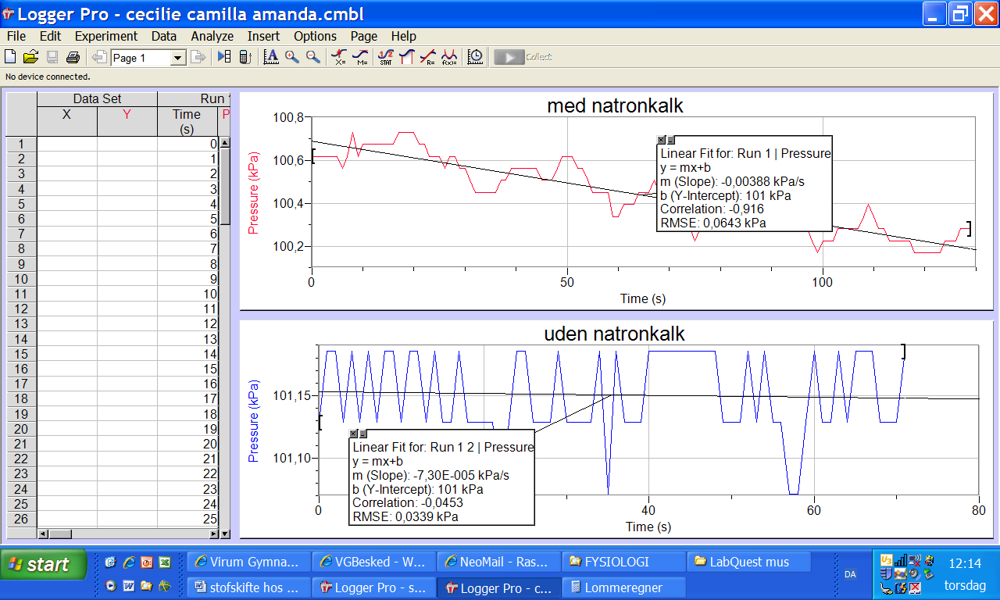 Logger Pro - cecilie camilla amanda.cmbl
File Edit Experiment Data Analyze Insert Options Page Help
Page 1
Collect
No device connected.
Data Set Run 1
X Y Time P
(s)
1 0
2 1
3 2
4 3
5 4
6 5
7 6
8 7
9 8
10 9
11 10
12 11
13 12
14 13
15 14
16 15
17 16
18 17
19 18
20 19
21 20
22 21
23 22
24 23
25 24
26 25
med natronkalk
Pressure (kPa)
100,8
100,6
100,4
100,2
0 50 100
Time (s)
Linear Fit for: Run 1 | Pressure
y = mx+b
m (Slope): -0,00388 kPa/s
b (Y-Intercept): 101 kPa
Correlation: -0,916
RMSE: 0,0643 kPa
uden natronkalk
Pressure (kPa)
101,15
101,10
0 40 60 80
Time (s)
Linear Fit for: Run 1 2 | Pressure
y = mx+b
m (Slope): -7,30E-005 kPa/s
b (Y-Intercept): 101 kPa
Correlation: -0,0453
RMSE: 0,0339 kPa
start
Virum Gymna... VGBesked - W... NeoMail - Ras... FYSIOLOGI LabQuest mus
stofskifte hos ... Logger Pro - s... Logger Pro - c... Lommeregner
DA
12:14
torsdag